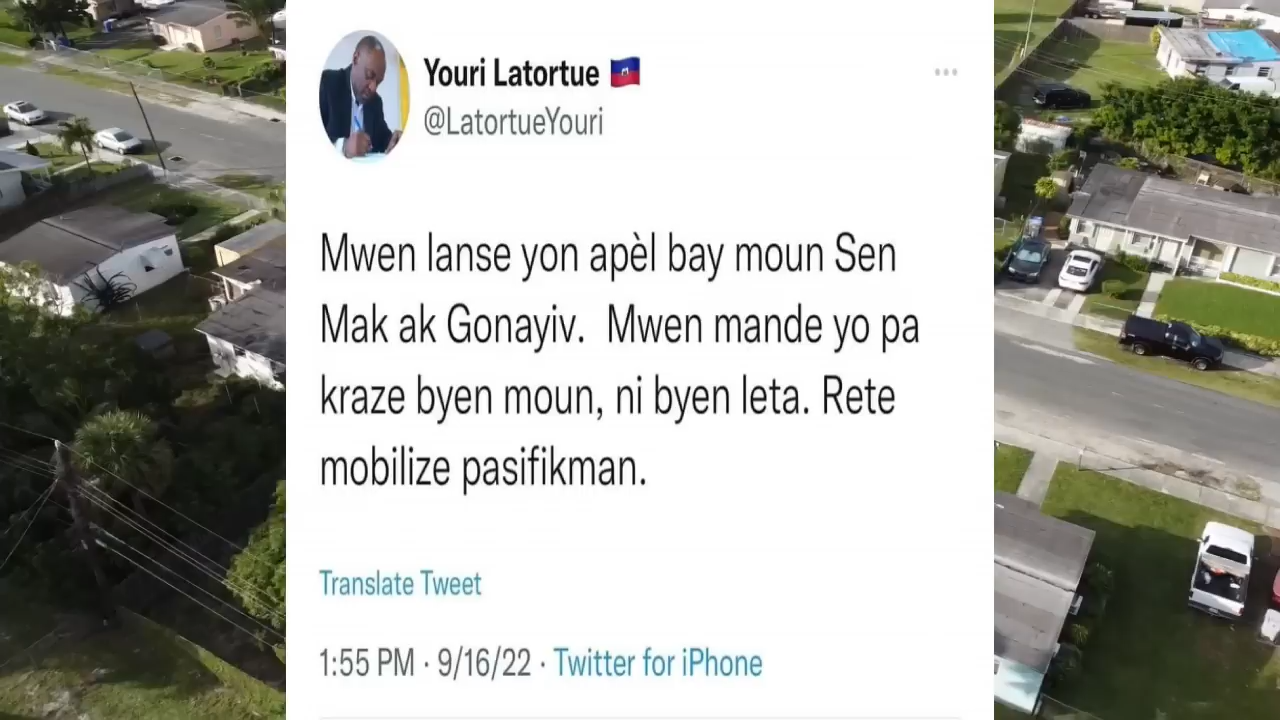 Youri Latortue 🇭🇹
@LatortueYouri
Mwen lanse yon apèl bay moun Sen
Mak ak Gonayiv. Mwen mande yo pa
kraze byen moun, ni byen leta. Rete
mobilize pasifikman.
Translate Tweet
1:55 PM · 9/16/22 · Twitter for iPhone